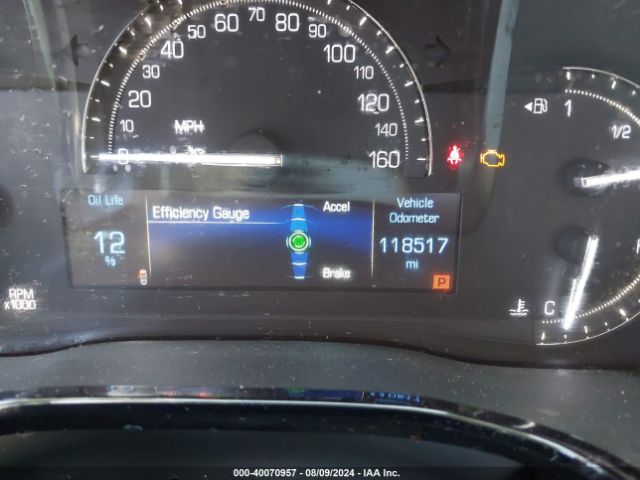 0 10 20 30 40 50 60 70 80 90 100 110 120 140 160
MPH
1
1/2
Oil Life
12
%
Efficiency Gauge
Accel
Brake
Vehicle
Odometer
118517
mi
P
RPM
x1000
C
000-40070957 - 08/09/2024 - IAA Inc.